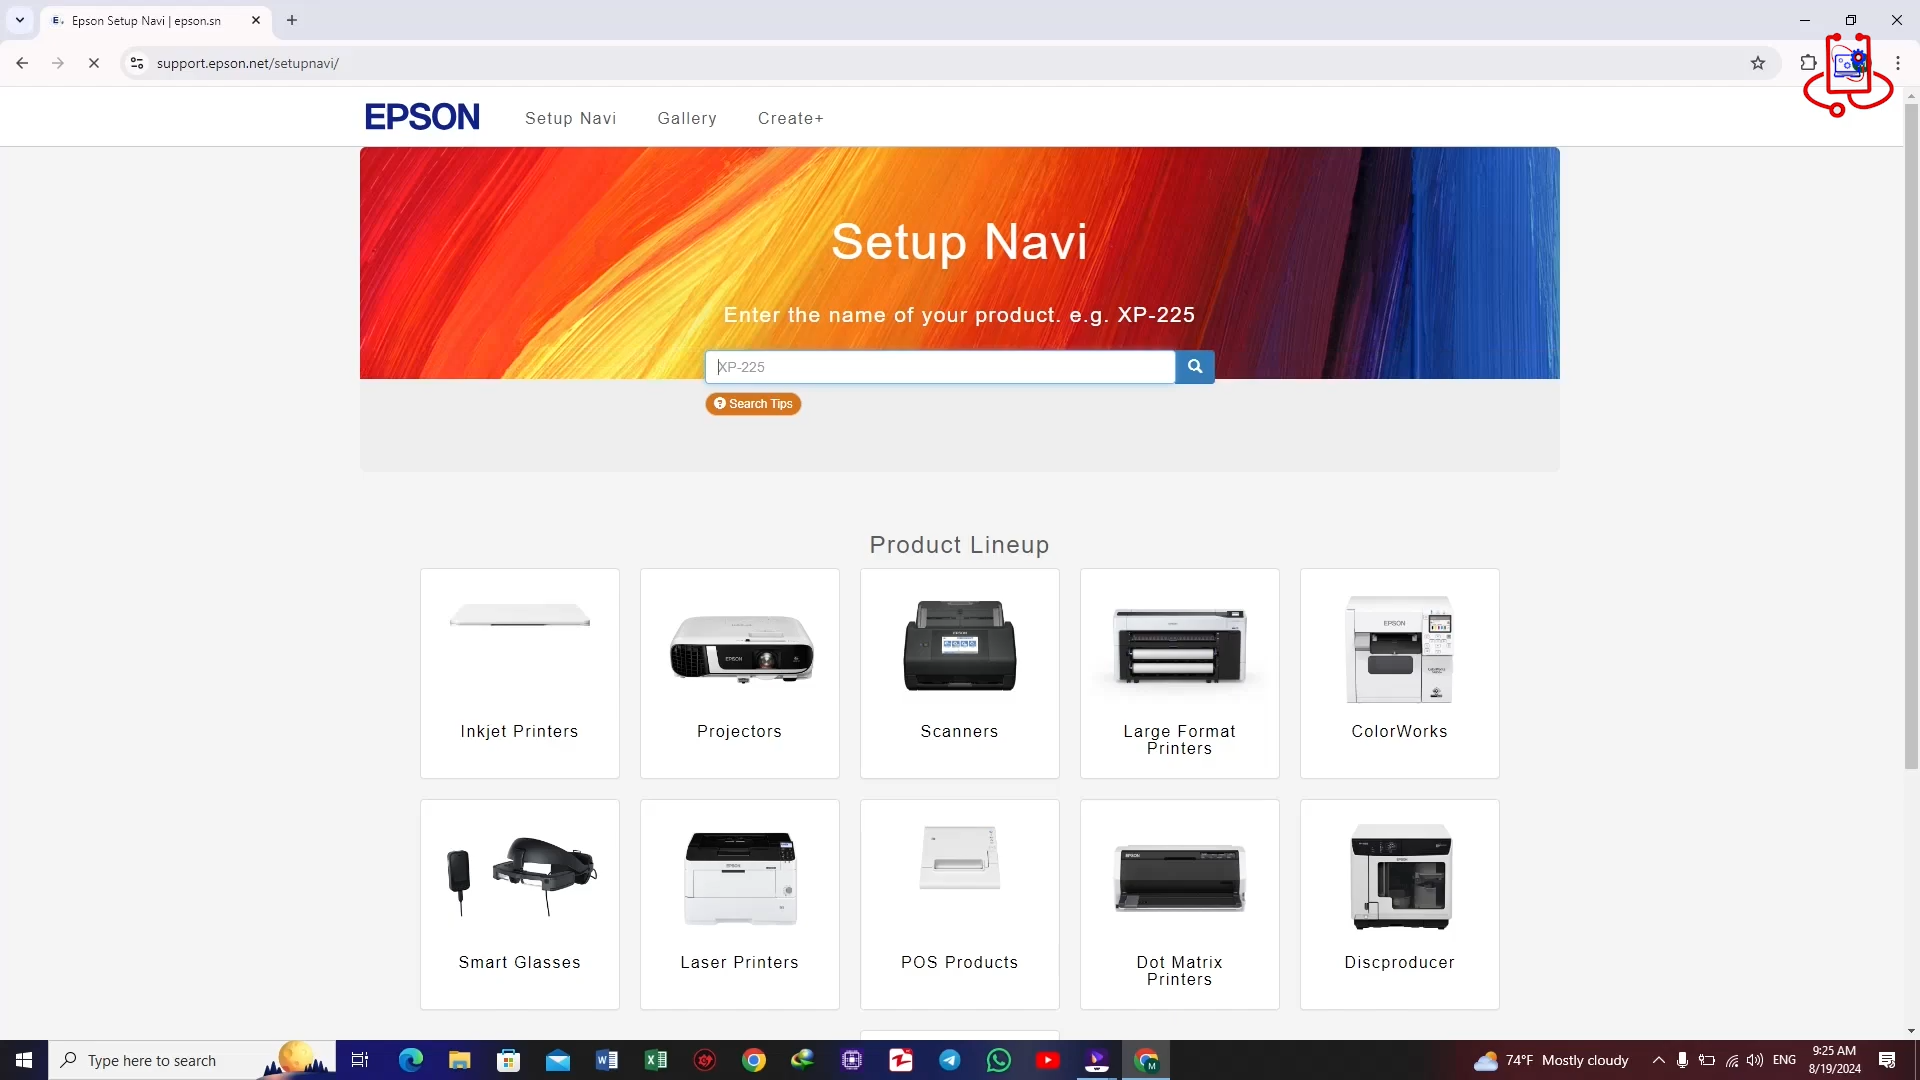 Epson Setup Navi | epson.sn
support.epson.net/setupnavi/
EPSON
Setup Navi
Gallery
Create+
Setup Navi
Enter the name of your product. e.g. XP-225
XP-225
Search Tips
Product Lineup
Inkjet Printers
Projectors
Scanners
Large Format
Printers
ColorWorks
Smart Glasses
Laser Printers
POS Products
Dot Matrix
Printers
Discproducer
Type here to search
74°F Mostly cloudy
ENG
9:25 AM
8/19/2024